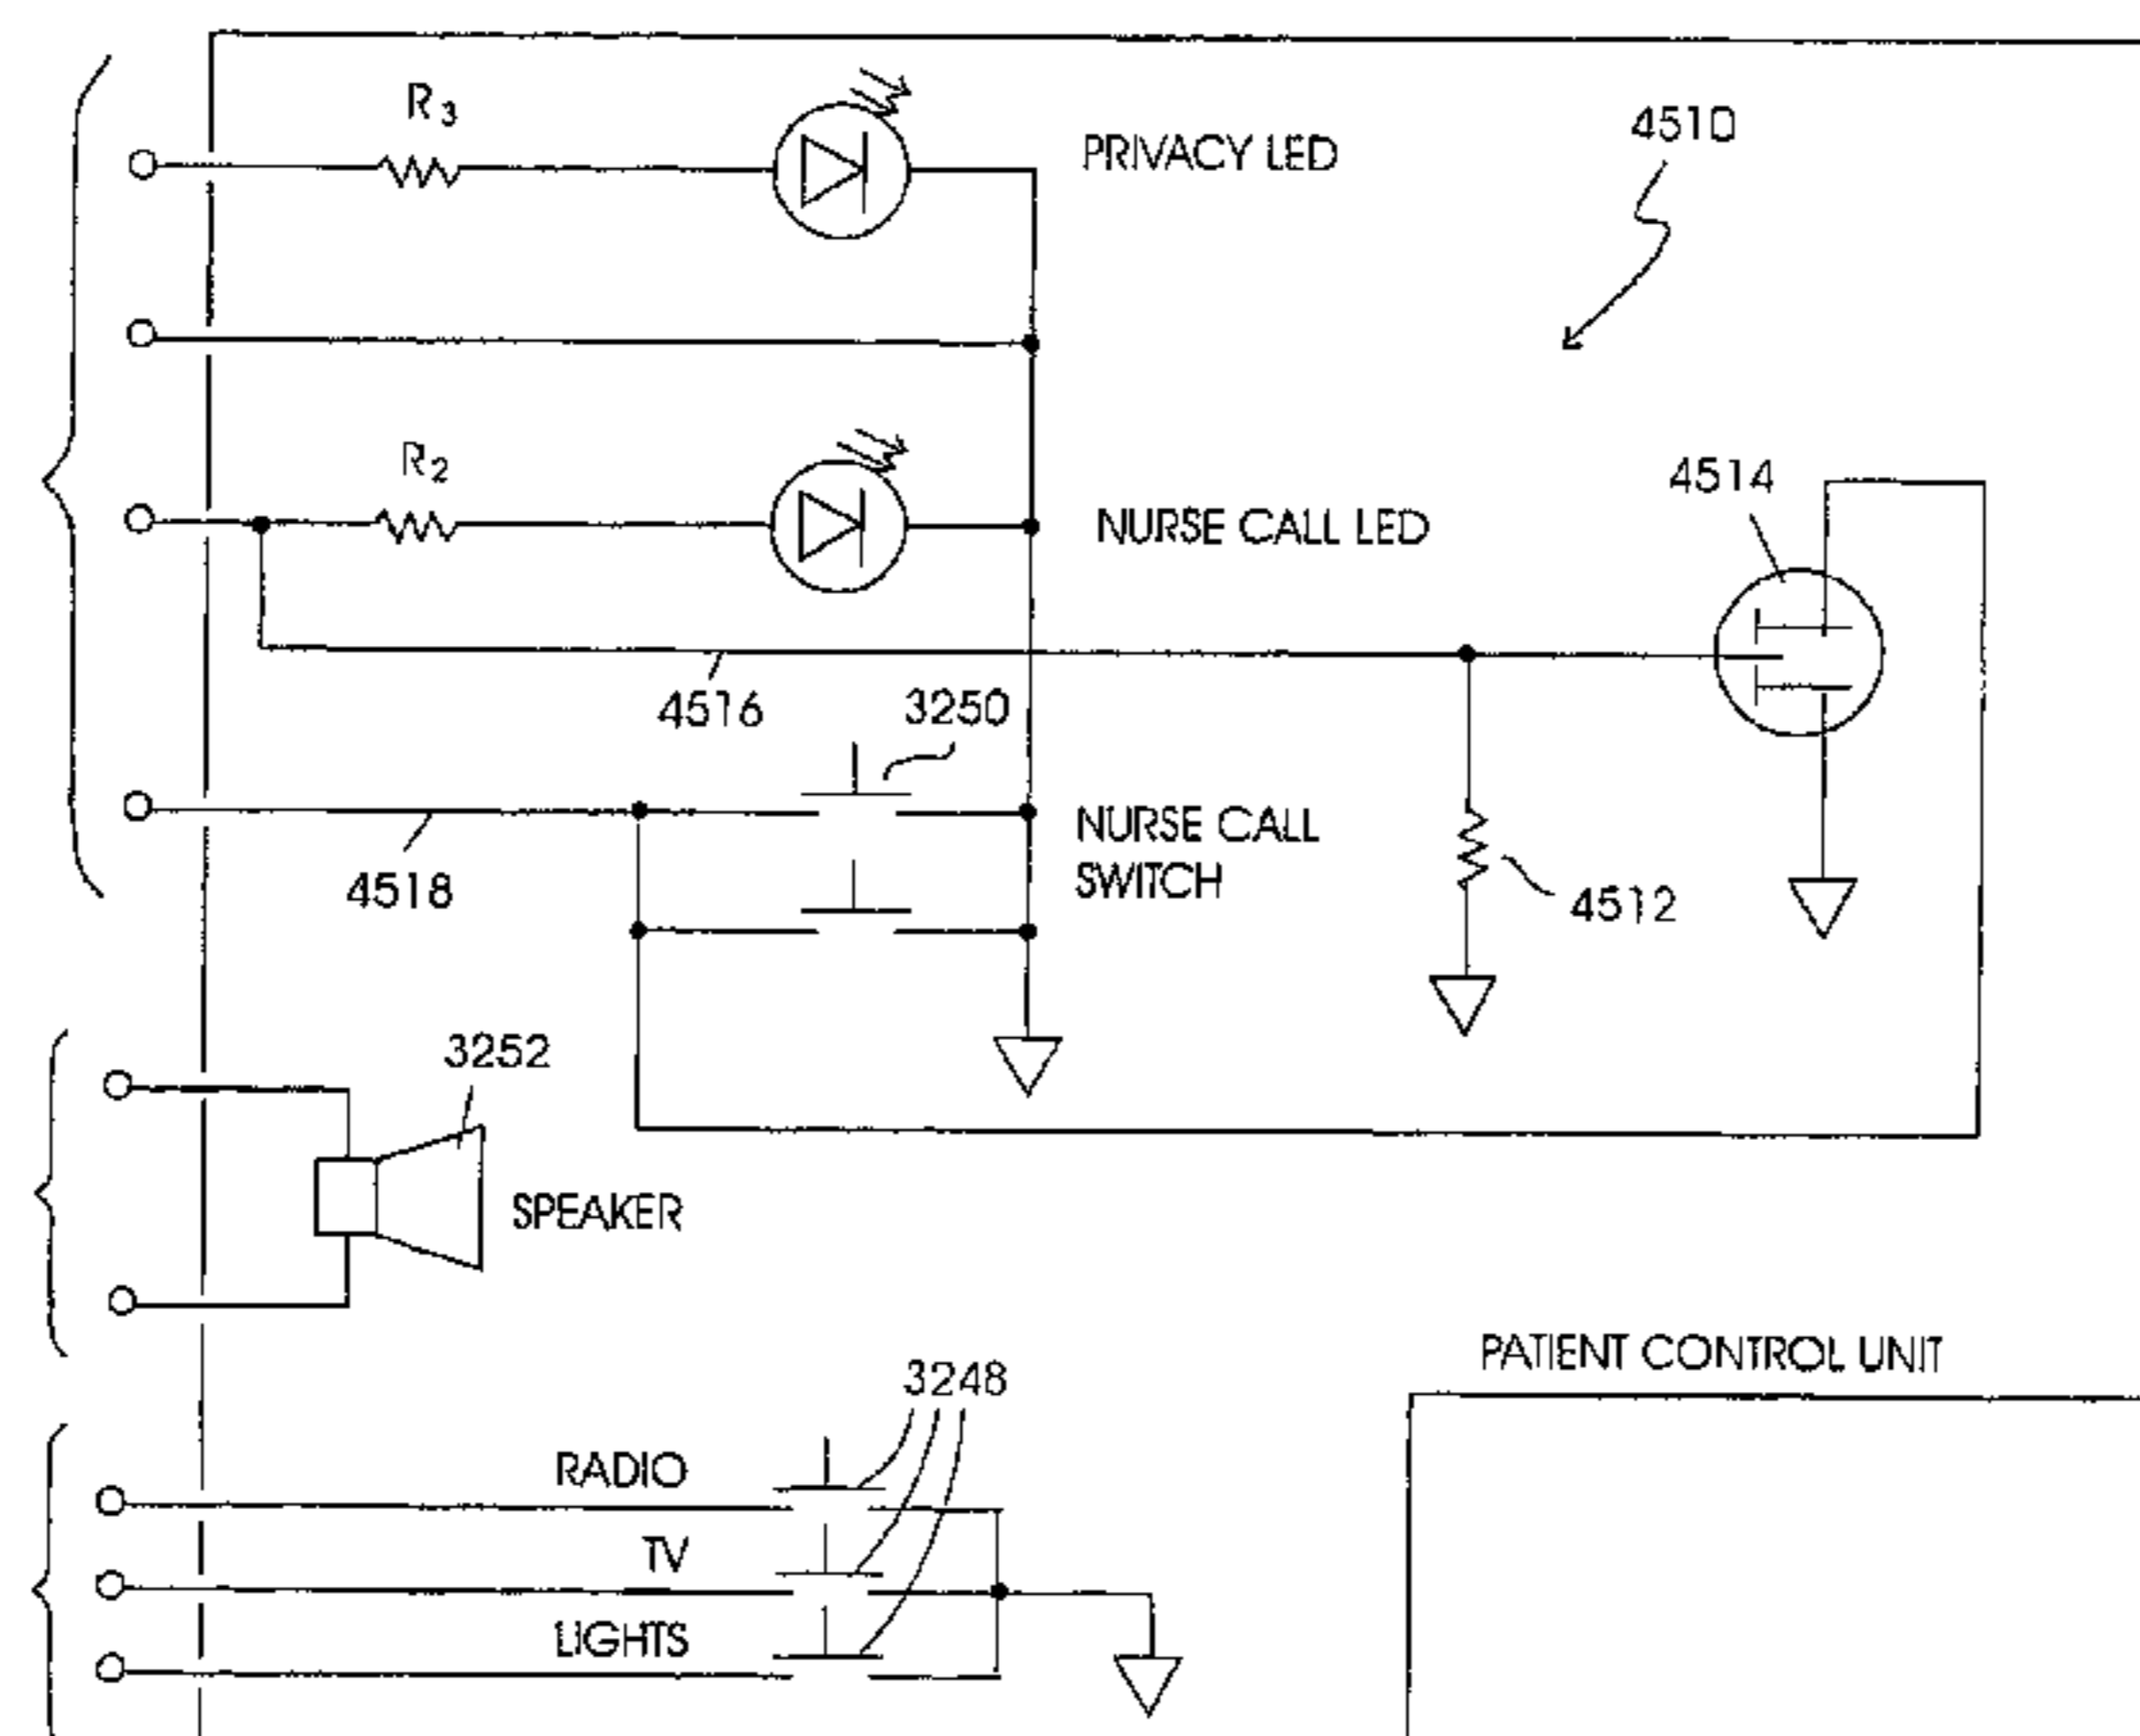 R3
PRIVACY LED
4510
R2
NURSE CALL LED
4514
4516
3250
4518
NURSE CALL
SWITCH
4512
3252
SPEAKER
PATIENT CONTROL UNIT
3248
RADIO
TV
LIGHTS